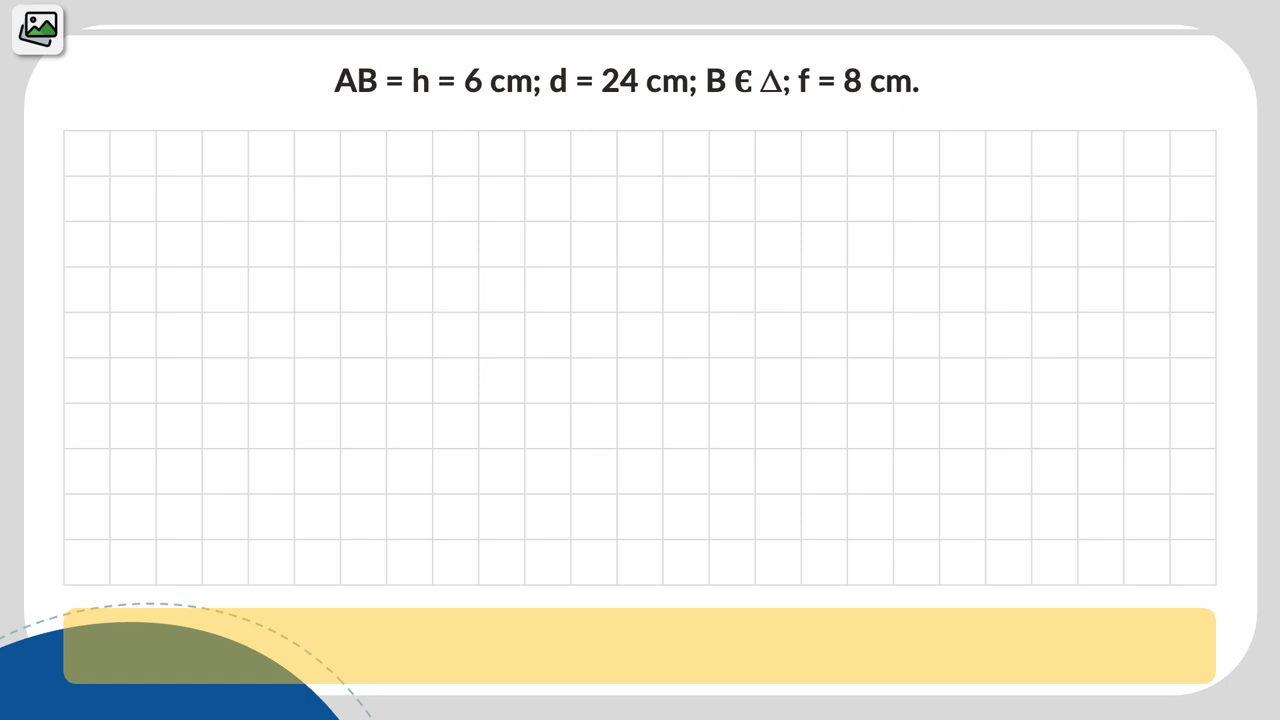 AB = h = 6 cm; d = 24 cm; B € Δ; f = 8 cm.